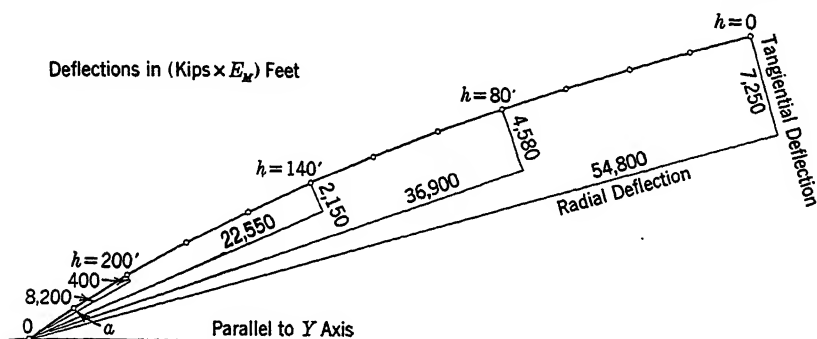 h=0
Deflections in (Kips×E_M) Feet
Tangiential Deflection
7,250
h=80'
4,580
54,800
Radial Deflection
h=140'
2,150
36,900
22,550
h=200'
400
8,200
0
a
Parallel to Y Axis